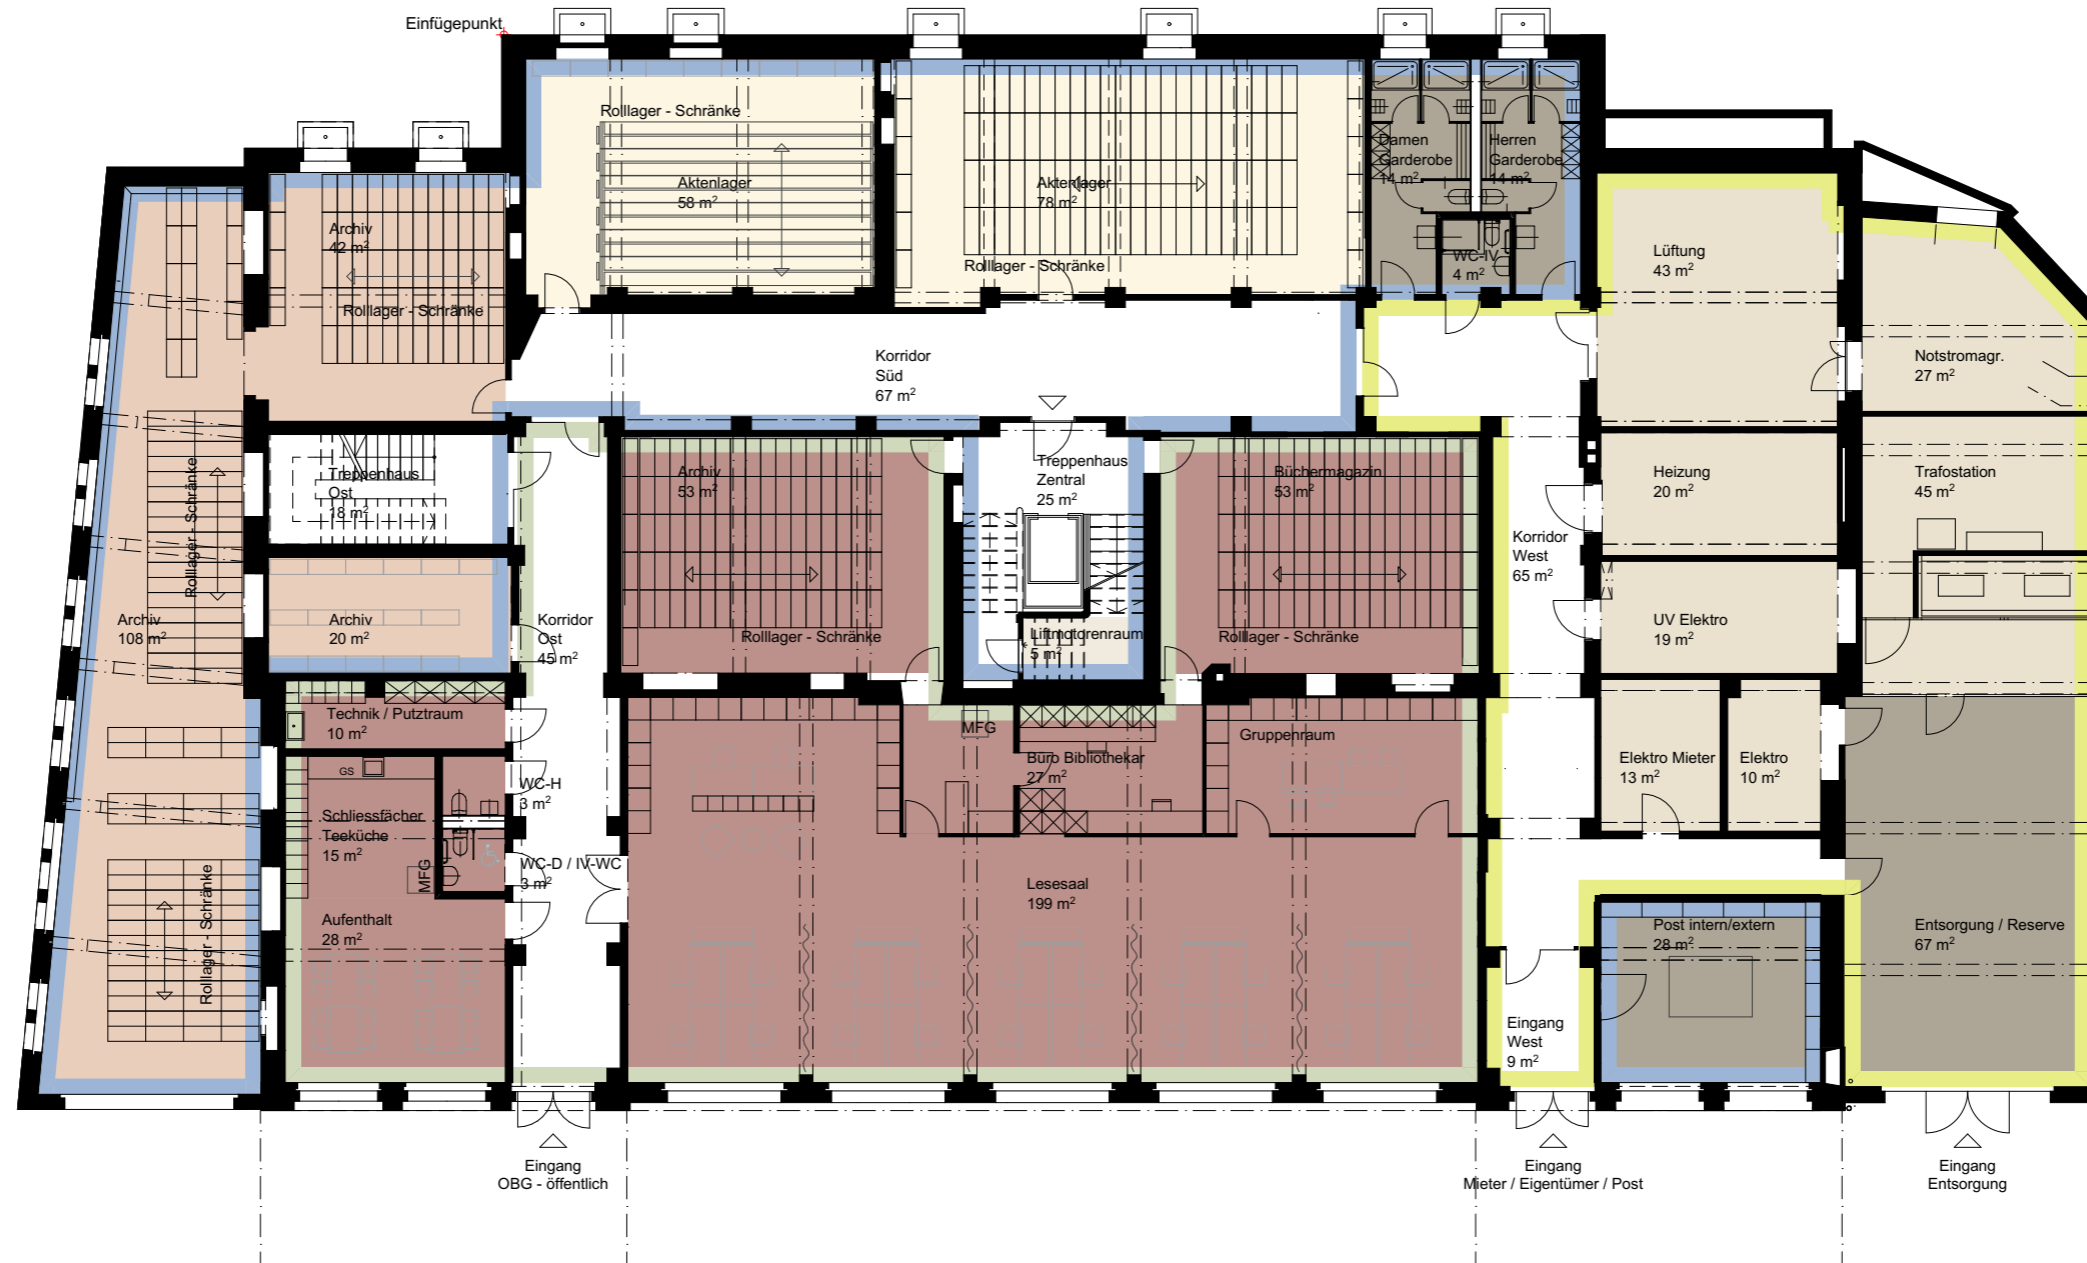 Einfügepunkt
Rolllager - Schränke
Aktenlager
58 m²
Aktenlager
78 m²
Rolllager - Schränke
Damen
Garderobe
14 m²
Herren
Garderobe
14 m²
WC-IV
4 m²
Archiv
42 m²
Rolllager - Schränke
Lüftung
43 m²
Notstromagr.
27 m²
Korridor
Süd
67 m²
Treppenhaus
Ost
18 m²
Archiv
53 m²
Rolllager - Schränke
Treppenhaus
Zentral
25 m²
Liftmotorenraum
5 m²
Büchermagazin
53 m²
Rolllager - Schränke
Korridor
West
65 m²
Heizung
20 m²
Trafostation
45 m²
UV Elektro
19 m²
Rolllager - Schränke
Archiv
108 m²
Archiv
20 m²
Korridor
Ost
45 m²
Technik / Putztraum
10 m²
MFG
Büro Bibliothekar
27 m²
Gruppenraum
Elektro Mieter
13 m²
Elektro
10 m²
GS
WC-H
3 m²
Schliessfächer
Teeküche
15 m²
MFG
WC-D / IV-WC
3 m²
Rolllager - Schränke
Aufenthalt
28 m²
Lesesaal
199 m²
Post intern/extern
28 m²
Entsorgung / Reserve
67 m²
Eingang
West
9 m²
Eingang
OBG - öffentlich
Eingang
Mieter / Eigentümer / Post
Eingang
Entsorgung